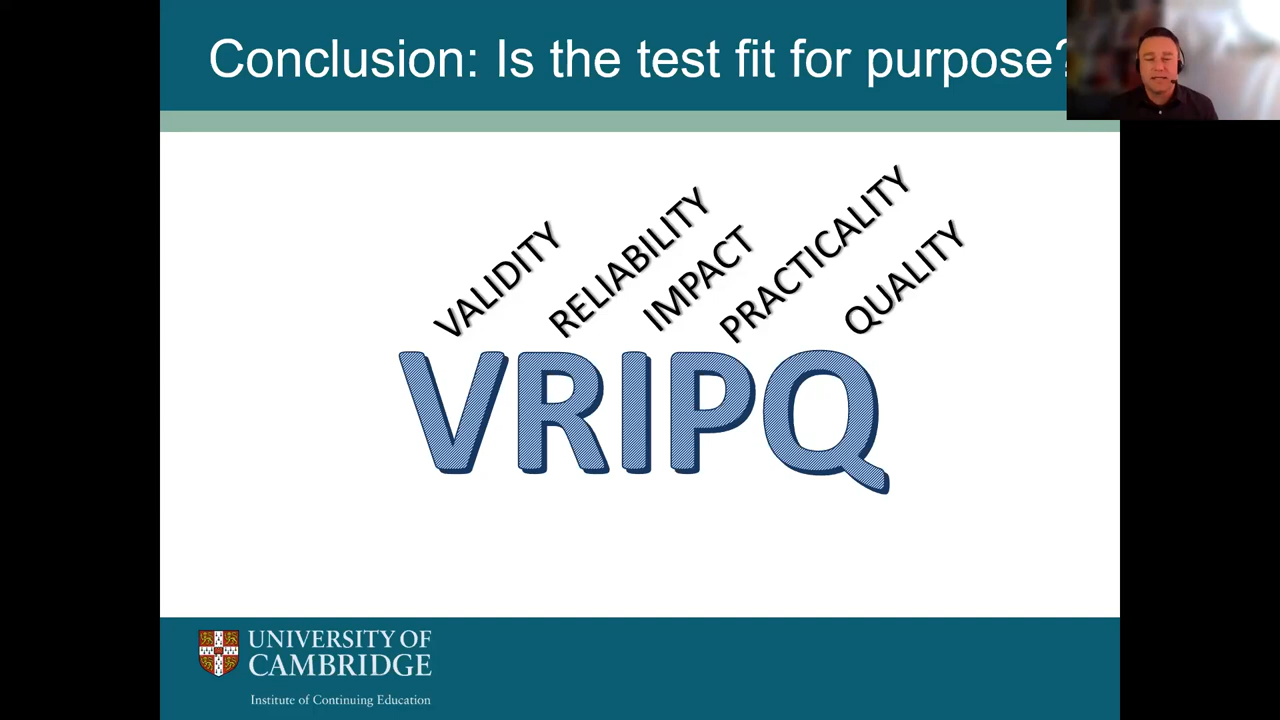 Conclusion: Is the test fit for purpose?
VALIDITY
RELIABILITY
IMPACT
PRACTICALITY
QUALITY
VRIPQ
UNIVERSITY OF
CAMBRIDGE
Institute of Continuing Education